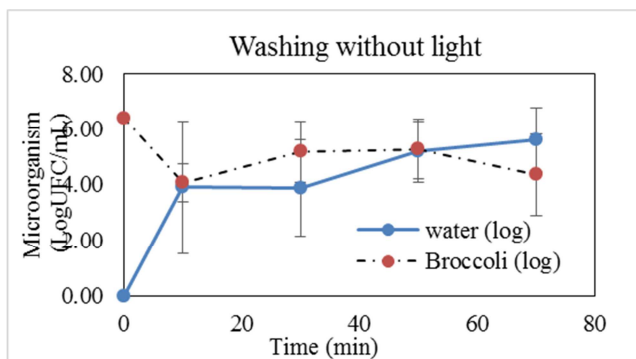 Washing without light
Microorganism
(LogUFC/mL)
8.00
6.00
4.00
2.00
0.00
water (log)
Broccoli (log)
0
20
40
60
80
Time (min)